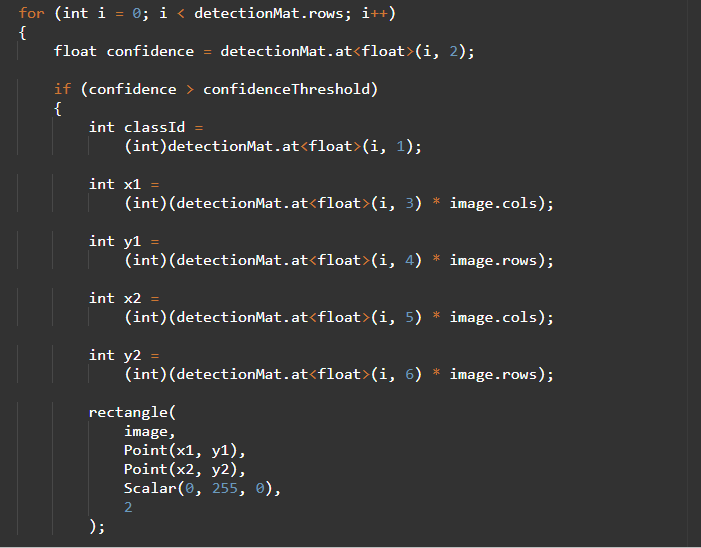 for (int i = 0; i < detectionMat.rows; i++)
{
    float confidence = detectionMat.at<float>(i, 2);
    if (confidence > confidenceThreshold)
    {
        int classId =
            (int)detectionMat.at<float>(i, 1);
        int x1 =
            (int)(detectionMat.at<float>(i, 3) * image.cols);
        int y1 =
            (int)(detectionMat.at<float>(i, 4) * image.rows);
        int x2 =
            (int)(detectionMat.at<float>(i, 5) * image.cols);
        int y2 =
            (int)(detectionMat.at<float>(i, 6) * image.rows);
        rectangle(
            image,
            Point(x1, y1),
            Point(x2, y2),
            Scalar(0, 255, 0),
            2
        );